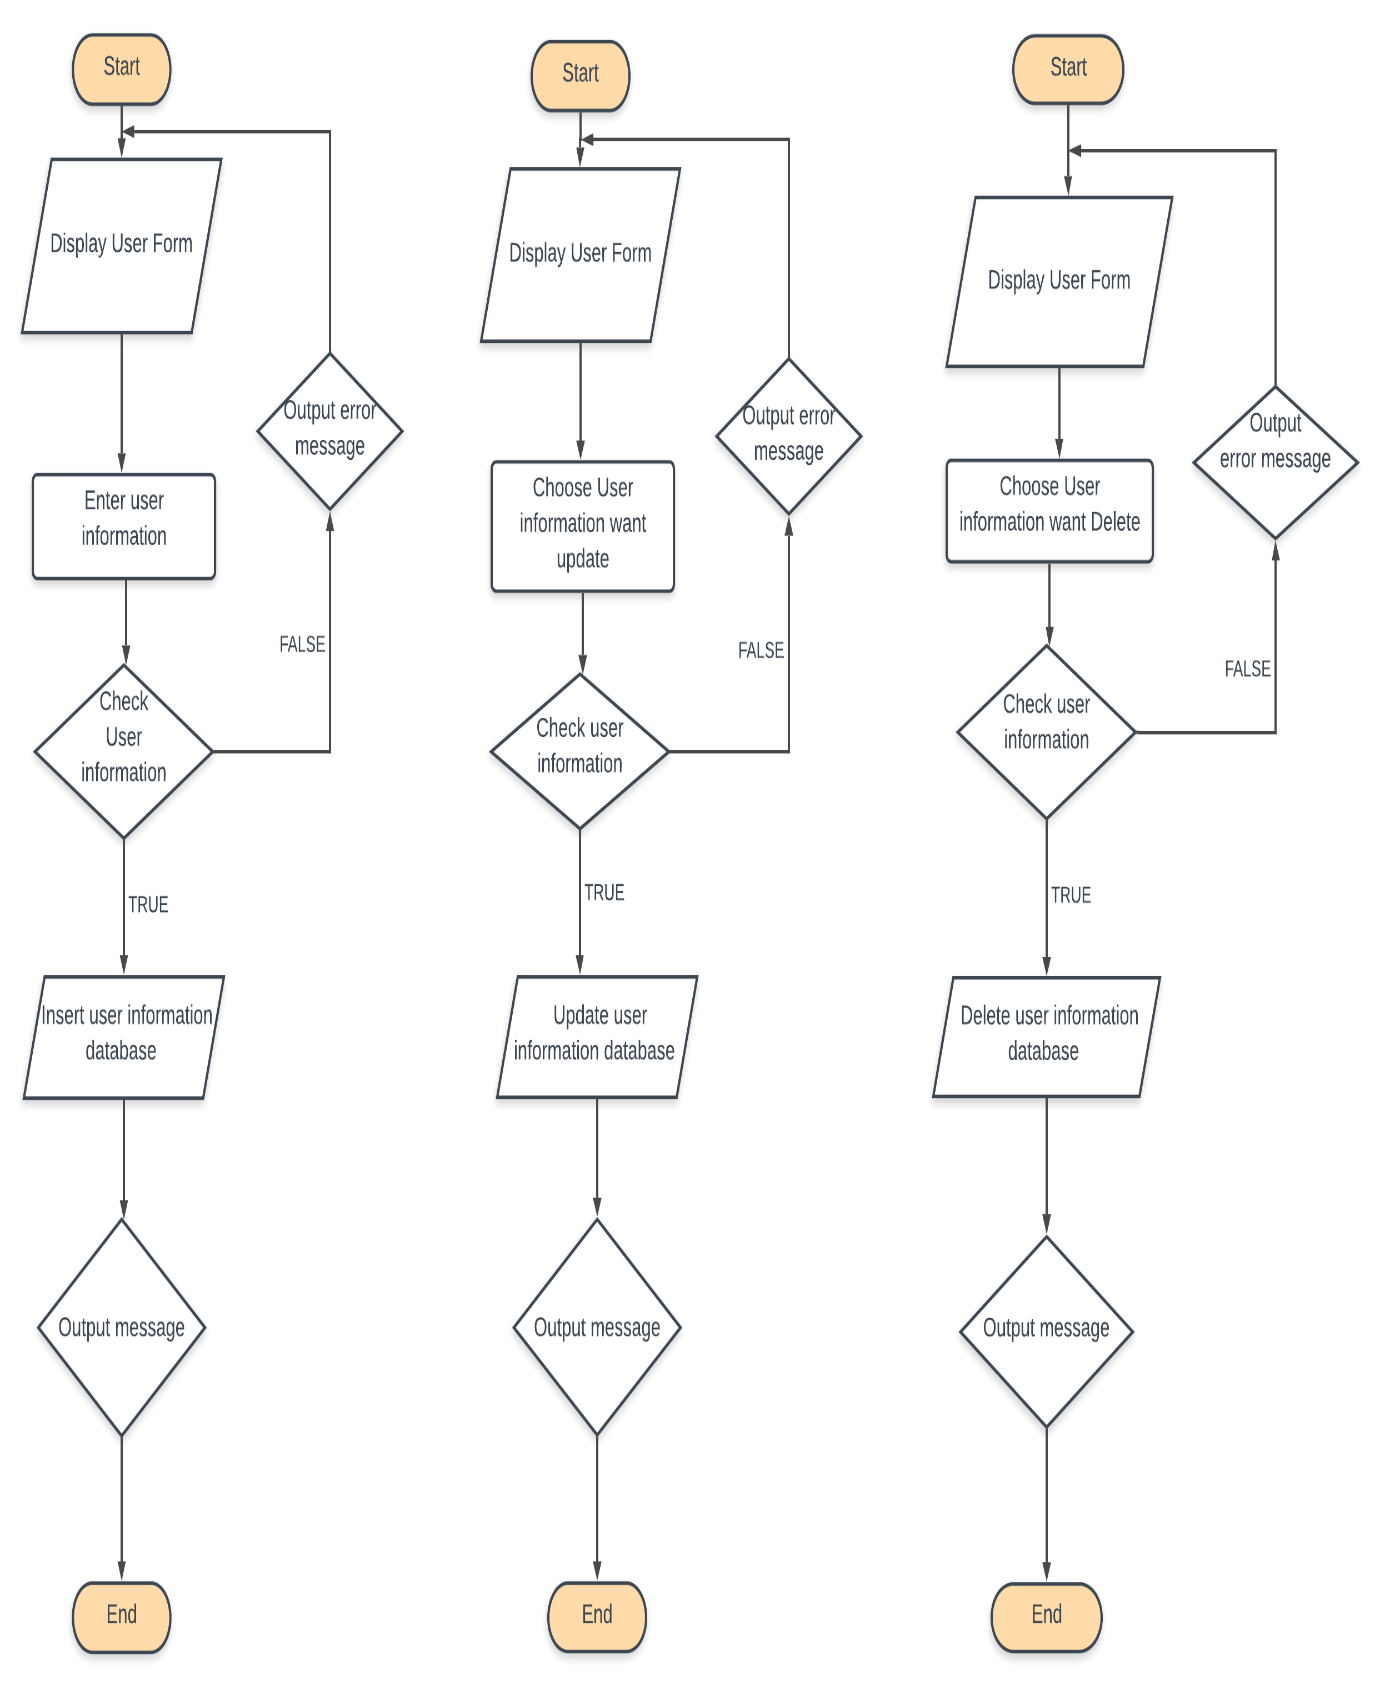 Start
Display User Form
Output error
message
Enter user
information
FALSE
Check
User
information
TRUE
Insert user information
database
Output message
End
Start
Display User Form
Output error
message
Choose User
information want
update
FALSE
Check user
information
TRUE
Update user
information database
Output message
End
Start
Display User Form
Output
error message
Choose User
information want Delete
FALSE
Check user
information
TRUE
Delete user information
database
Output message
End